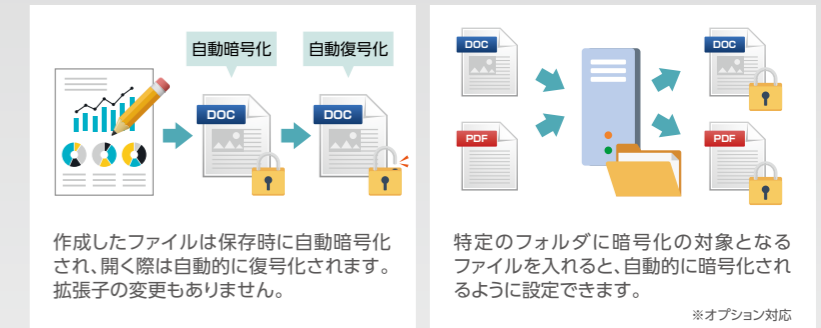 自動暗号化
自動復号化
DOC
DOC
作成したファイルは保存時に自動暗号化
され、開く際は自動的に復号化されます。
拡張子の変更もありません。
DOC
DOC
PDF
PDF
特定のフォルダに暗号化の対象となる
ファイルを入れると、自動的に暗号化され
るように設定できます。
※オプション対応